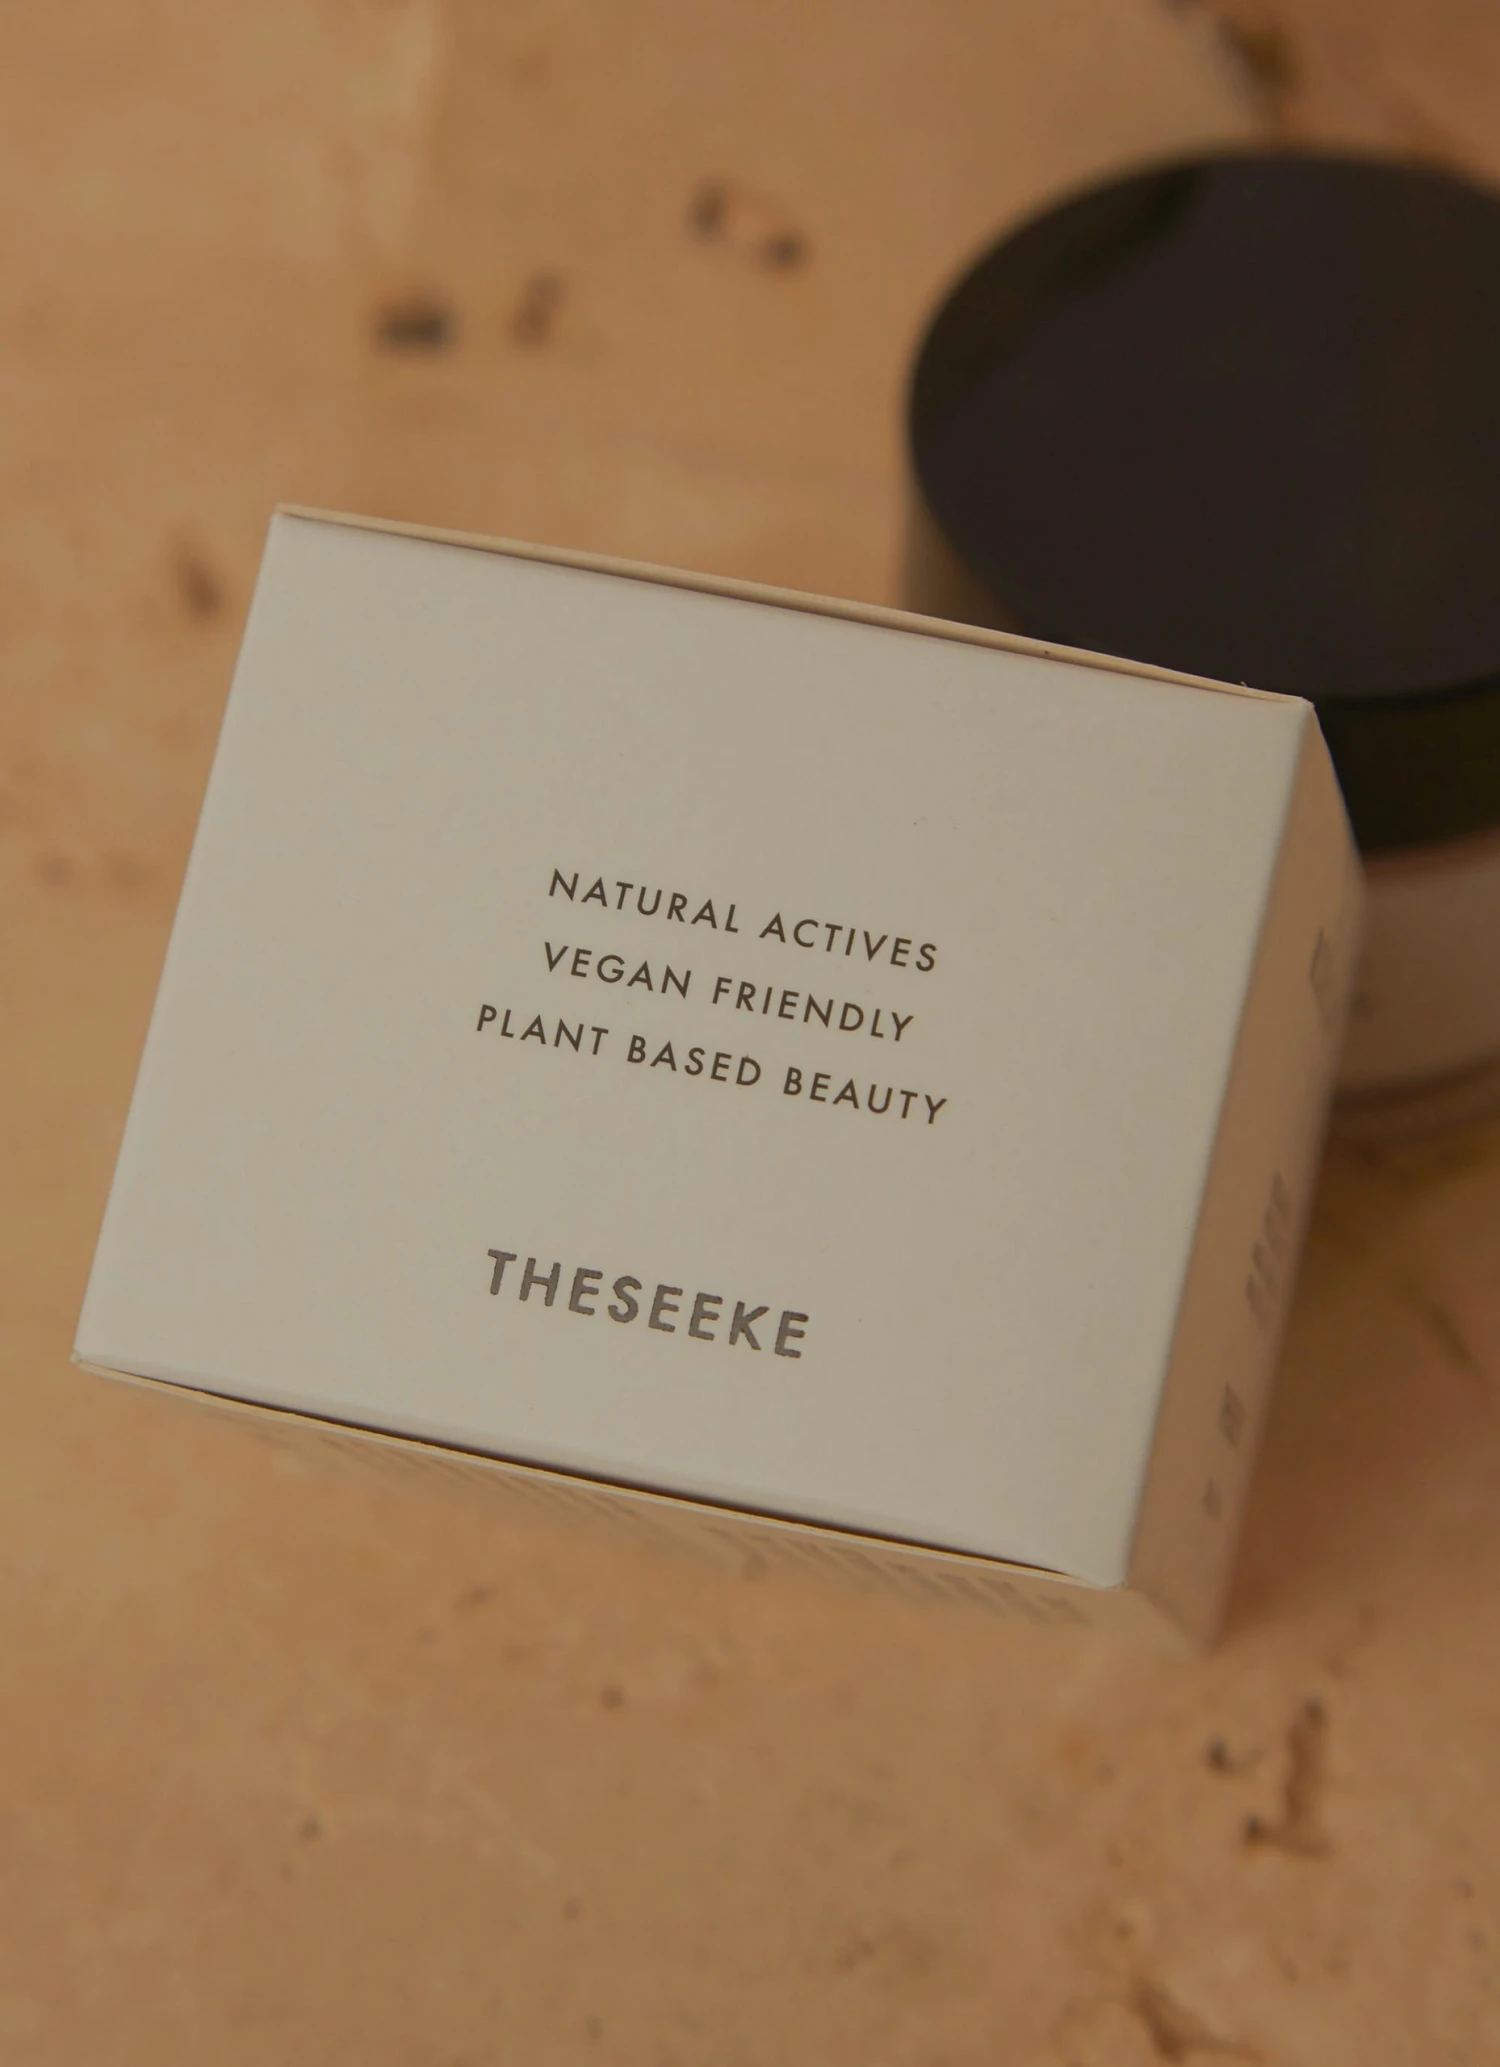 NATURAL ACTIVES
VEGAN FRIENDLY
PLANT BASED BEAUTY
THESEEKE